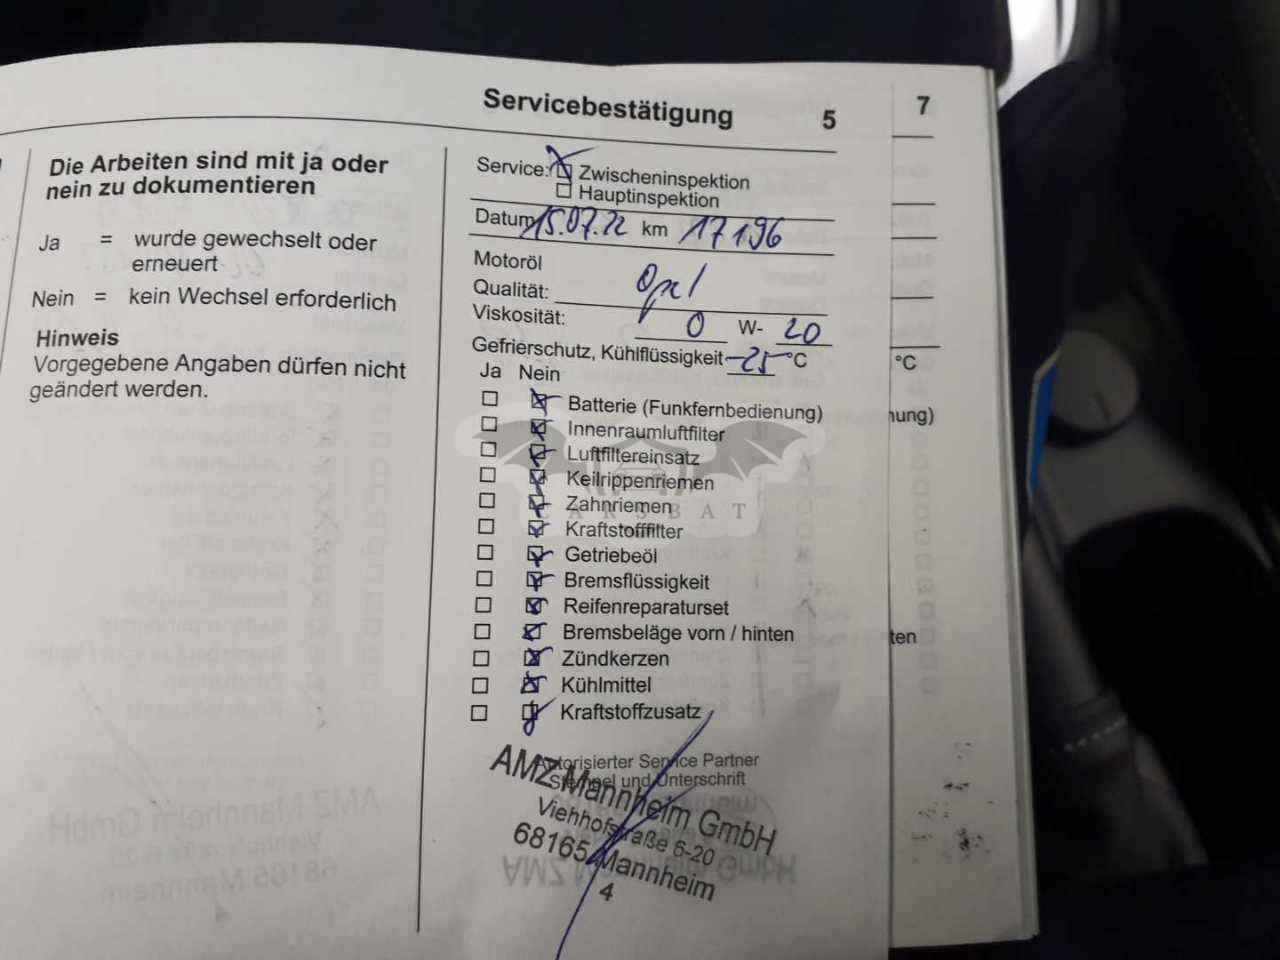 Servicebestätigung 5
7
Die Arbeiten sind mit ja oder
nein zu dokumentieren
Ja = wurde gewechselt oder
erneuert
Nein = kein Wechsel erforderlich
Hinweis
Vorgegebene Angaben dürfen nicht
geändert werden.
Service: Zwischeninspektion
Hauptinspektion
Datum 15.07.22 km 17196
Motoröl
Qualität: Opel
Viskosität: 0 W- 20
Gefrierschutz, Kühlflüssigkeit -25 °C
Ja Nein
Batterie (Funkfernbedienung)
Innenraumluftfilter
Luftfiltereinsatz
Keilrippenriemen
Zahnriemen
Kraftstofffilter
Getriebeöl
Bremsflüssigkeit
Reifenreparaturset
Bremsbeläge vorn / hinten
Zündkerzen
Kühlmittel
Kraftstoffzusatz
Autorisierter Service Partner
Stempel und Unterschrift
AMZ Mannheim GmbH
Viehhofstraße 6-20
68165 Mannheim
4
°C
nung)
ten
CARSBAT